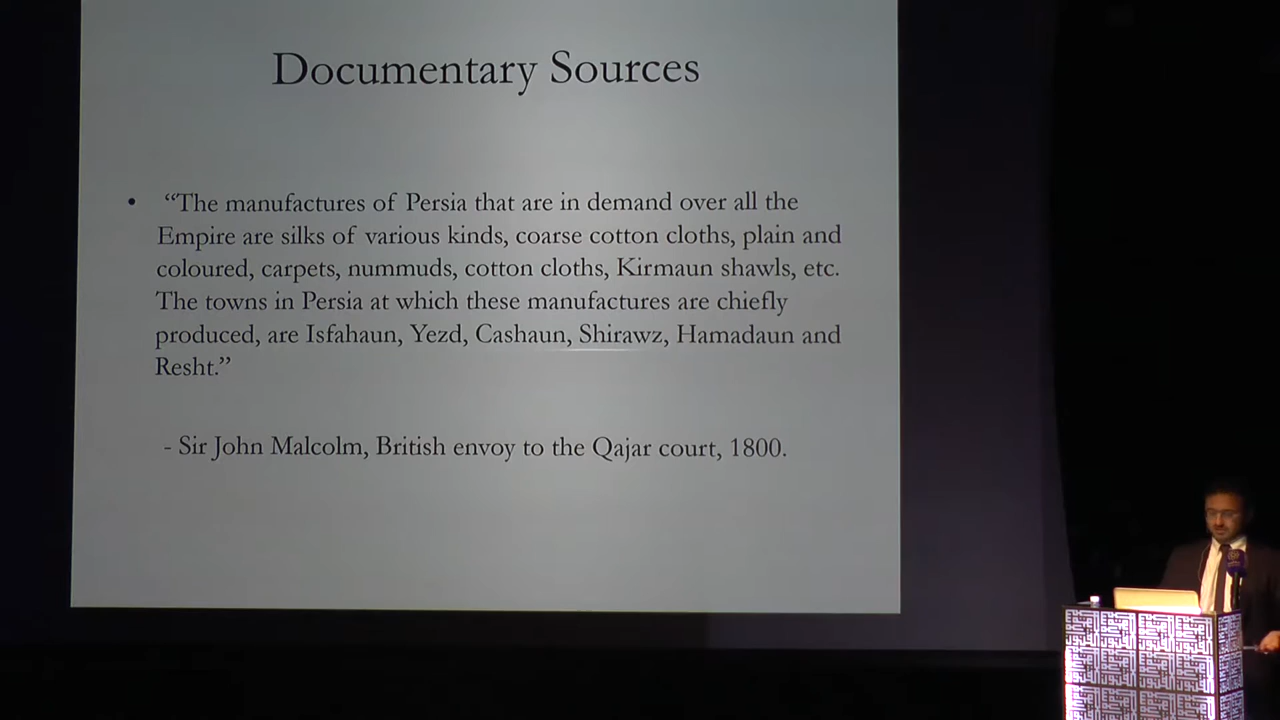 Documentary Sources
• “The manufactures of Persia that are in demand over all the
Empire are silks of various kinds, coarse cotton cloths, plain and
coloured, carpets, nummuds, cotton cloths, Kirmaun shawls, etc.
The towns in Persia at which these manufactures are chiefly
produced, are Isfahaun, Yezd, Cashaun, Shirawz, Hamadaun and
Resht.”
- Sir John Malcolm, British envoy to the Qajar court, 1800.